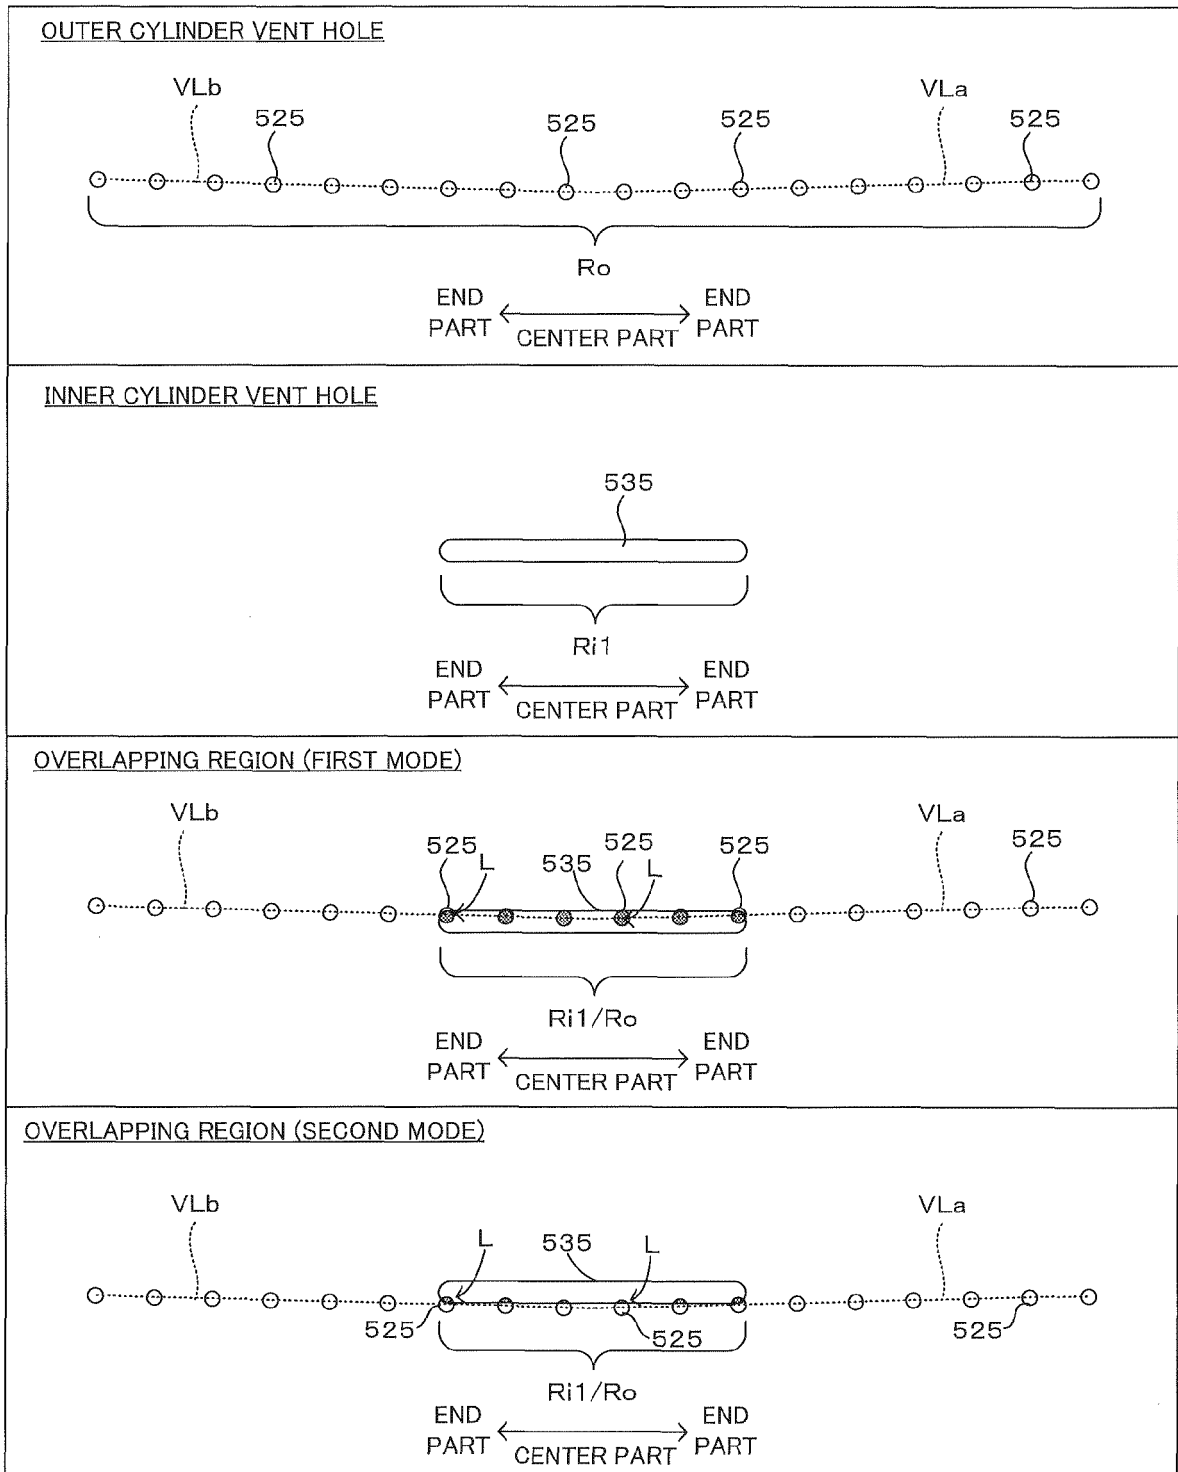 OUTER CYLINDER VENT HOLE
VLb
525
525
525
VLa
525
Ro
END PART
CENTER PART
END PART
INNER CYLINDER VENT HOLE
535
Ri1
END PART
CENTER PART
END PART
OVERLAPPING REGION (FIRST MODE)
VLb
525
L
535
525
L
525
VLa
525
Ri1/Ro
END PART
CENTER PART
END PART
OVERLAPPING REGION (SECOND MODE)
VLb
L
535
L
VLa
525
525
525
Ri1/Ro
END PART
CENTER PART
END PART